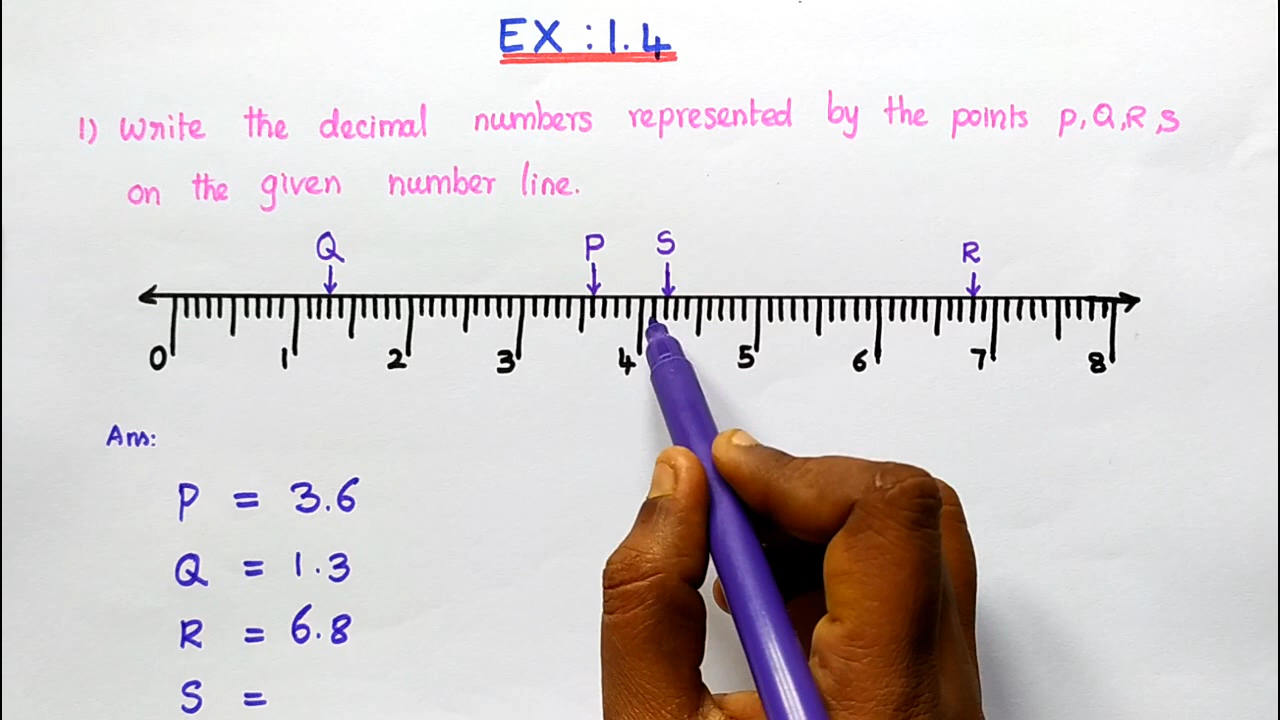 EX : 1.4
1) Write the decimal numbers represented by the points P, Q, R, S
on the given number line.
Q P S R
0 1 2 3 4 5 6 7 8
Ans:
P = 3.6
Q = 1.3
R = 6.8
S =